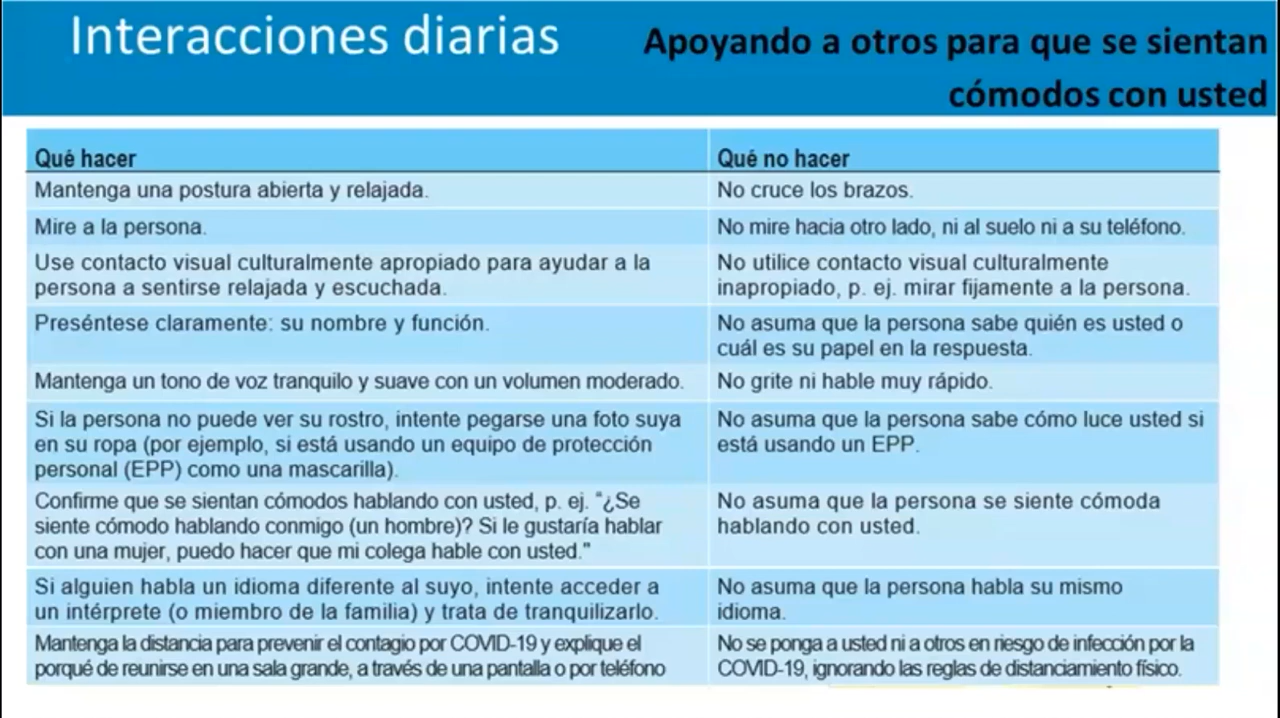 Interacciones diarias
Apoyando a otros para que se sientan
cómodos con usted
Qué hacer
Qué no hacer
Mantenga una postura abierta y relajada.
No cruce los brazos.
Mire a la persona.
No mire hacia otro lado, ni al suelo ni a su teléfono.
Use contacto visual culturalmente apropiado para ayudar a la
persona a sentirse relajada y escuchada.
No utilice contacto visual culturalmente
inapropiado, p. ej. mirar fijamente a la persona.
Preséntese claramente: su nombre y función.
No asuma que la persona sabe quién es usted o
cuál es su papel en la respuesta.
Mantenga un tono de voz tranquilo y suave con un volumen moderado.
No grite ni hable muy rápido.
Si la persona no puede ver su rostro, intente pegarse una foto suya
en su ropa (por ejemplo, si está usando un equipo de protección
personal (EPP) como una mascarilla).
No asuma que la persona sabe cómo luce usted si
está usando un EPP.
Confirme que se sientan cómodos hablando con usted, p. ej. “¿Se
siente cómodo hablando conmigo (un hombre)? Si le gustaría hablar
con una mujer, puedo hacer que mi colega hable con usted."
No asuma que la persona se siente cómoda
hablando con usted.
Si alguien habla un idioma diferente al suyo, intente acceder a
un intérprete (o miembro de la familia) y trata de tranquilizarlo.
No asuma que la persona habla su mismo
idioma.
Mantenga la distancia para prevenir el contagio por COVID-19 y explique el
porqué de reunirse en una sala grande, a través de una pantalla o por teléfono
No se ponga a usted ni a otros en riesgo de infección por la
COVID-19, ignorando las reglas de distanciamiento físico.